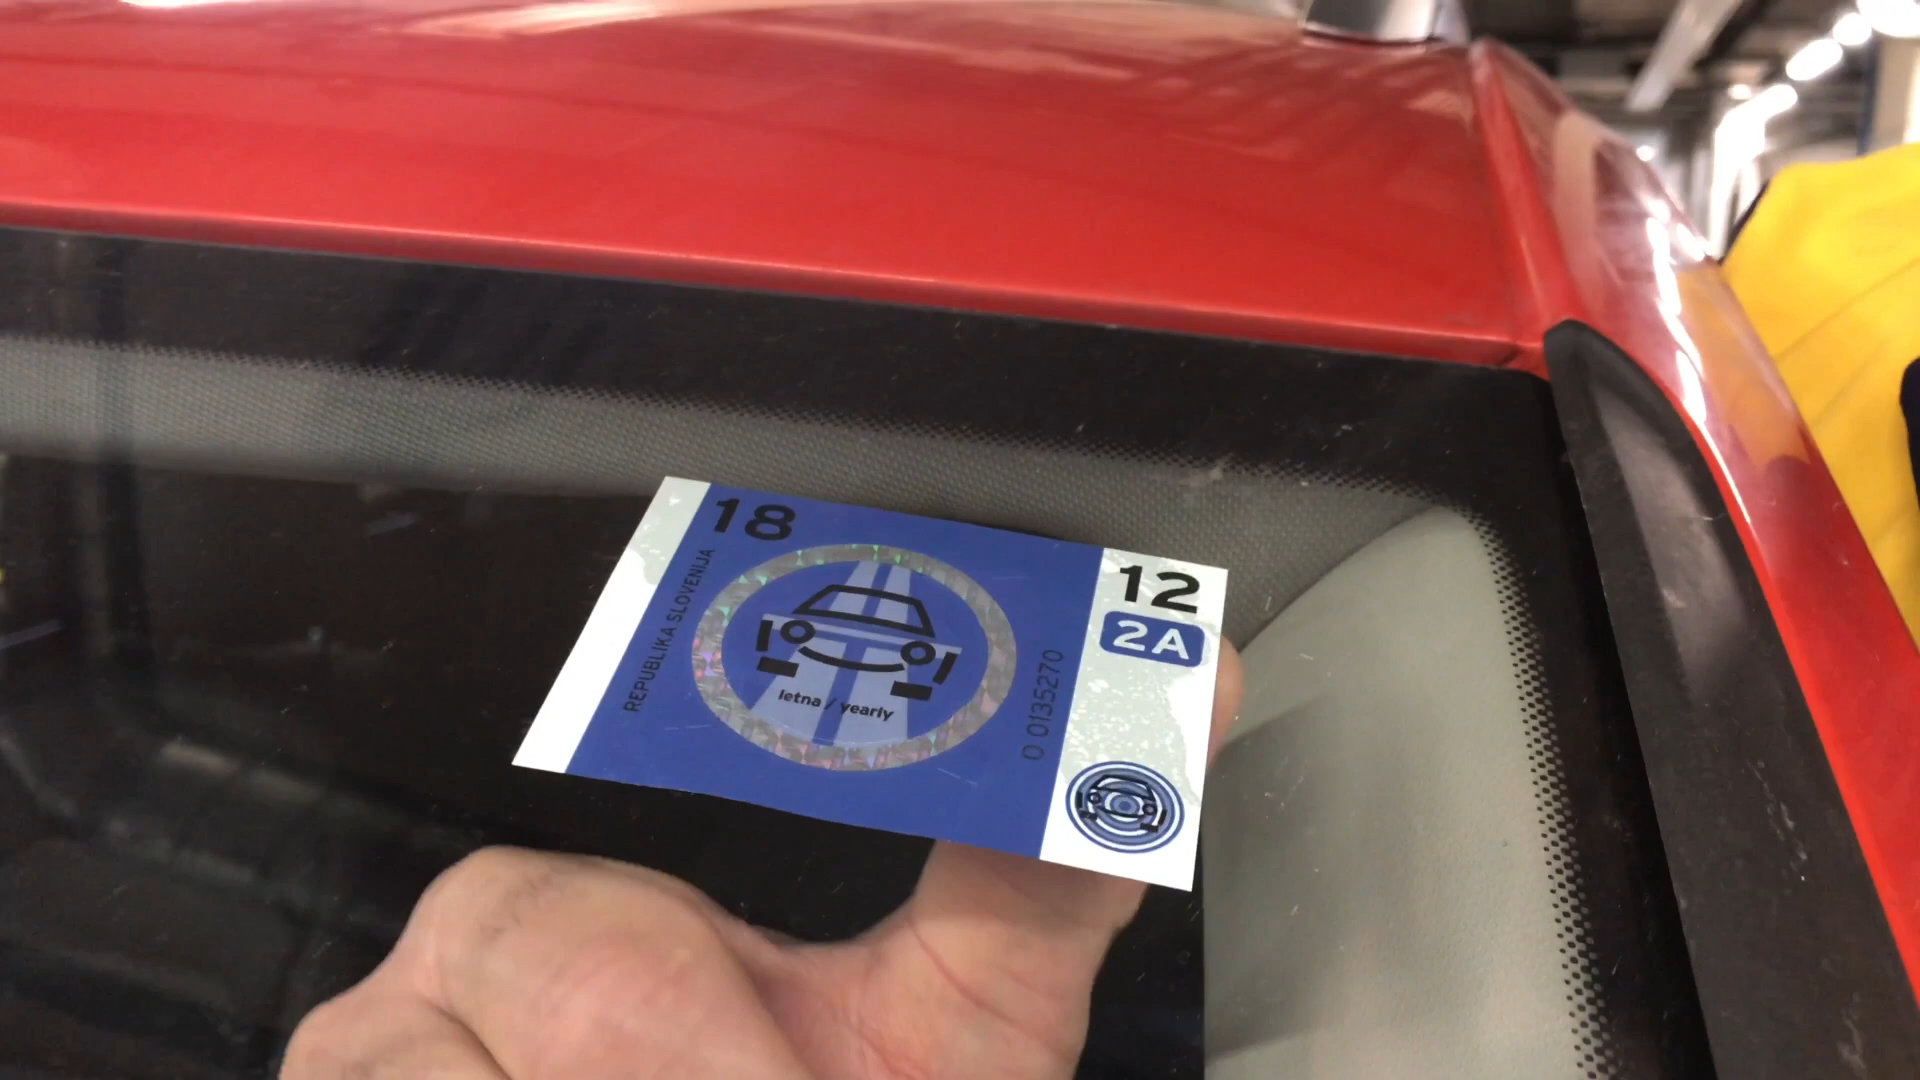 18
12
2A
REPUBLIKA SLOVENIJA
letna / yearly
0 0135270